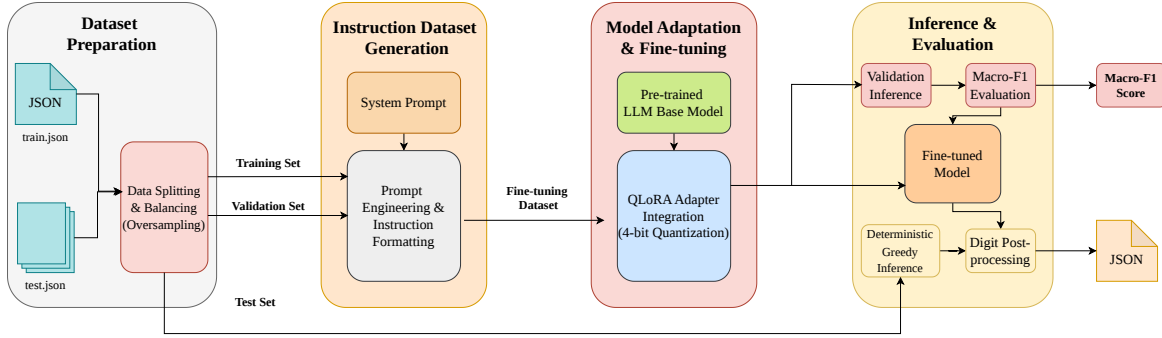 Dataset
Preparation
JSON
train.json
test.json
Data Splitting
& Balancing
(Oversampling)
Training Set
Validation Set
Test Set
Instruction Dataset
Generation
System Prompt
Prompt
Engineering &
Instruction
Formatting
Fine-tuning
Dataset
Model Adaptation
& Fine-tuning
Pre-trained
LLM Base Model
QLoRA Adapter
Integration
(4-bit Quantization)
Inference &
Evaluation
Validation
Inference
Macro-F1
Evaluation
Macro-F1
Score
Fine-tuned
Model
Deterministic
Greedy
Inference
Digit Post-
processing
JSON